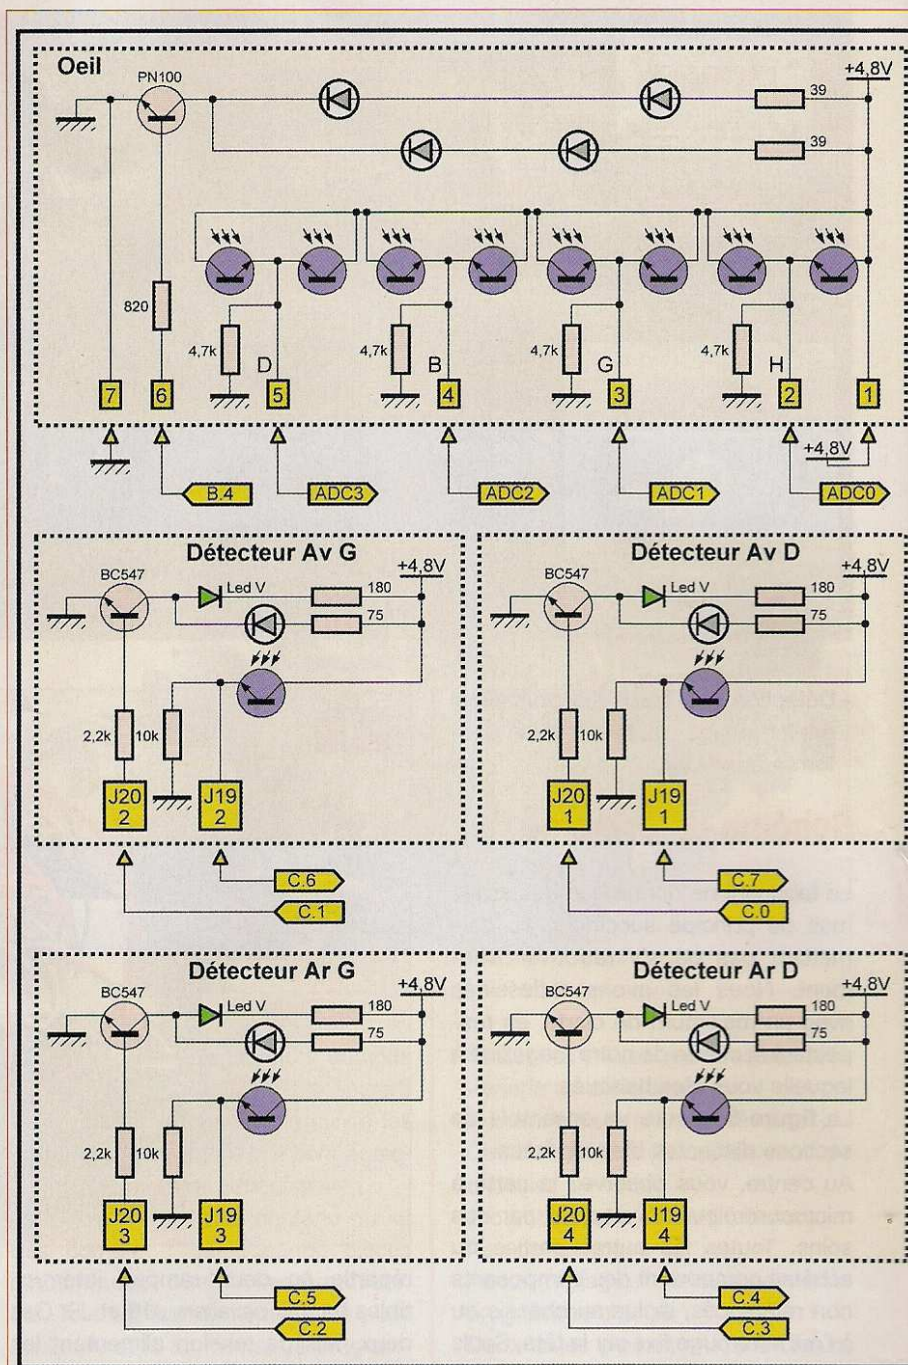 Oeil
PN100
+4,8V
39
39
820
4,7k
D
4,7k
B
4,7k
G
4,7k
H
7
6
5
4
3
2
1
+4,8V
B.4
ADC3
ADC2
ADC1
ADC0
Détecteur Av G
BC547
Led V
180
75
+4,8V
2,2k
10k
J20
2
J19
2
C.6
C.1
Détecteur Av D
BC547
Led V
180
75
+4,8V
2,2k
10k
J20
1
J19
1
C.7
C.0
Détecteur Ar G
BC547
Led V
180
75
+4,8V
2,2k
10k
J20
3
J19
3
C.5
C.2
Détecteur Ar D
BC547
Led V
180
75
+4,8V
2,2k
10k
J20
4
J19
4
C.4
C.3